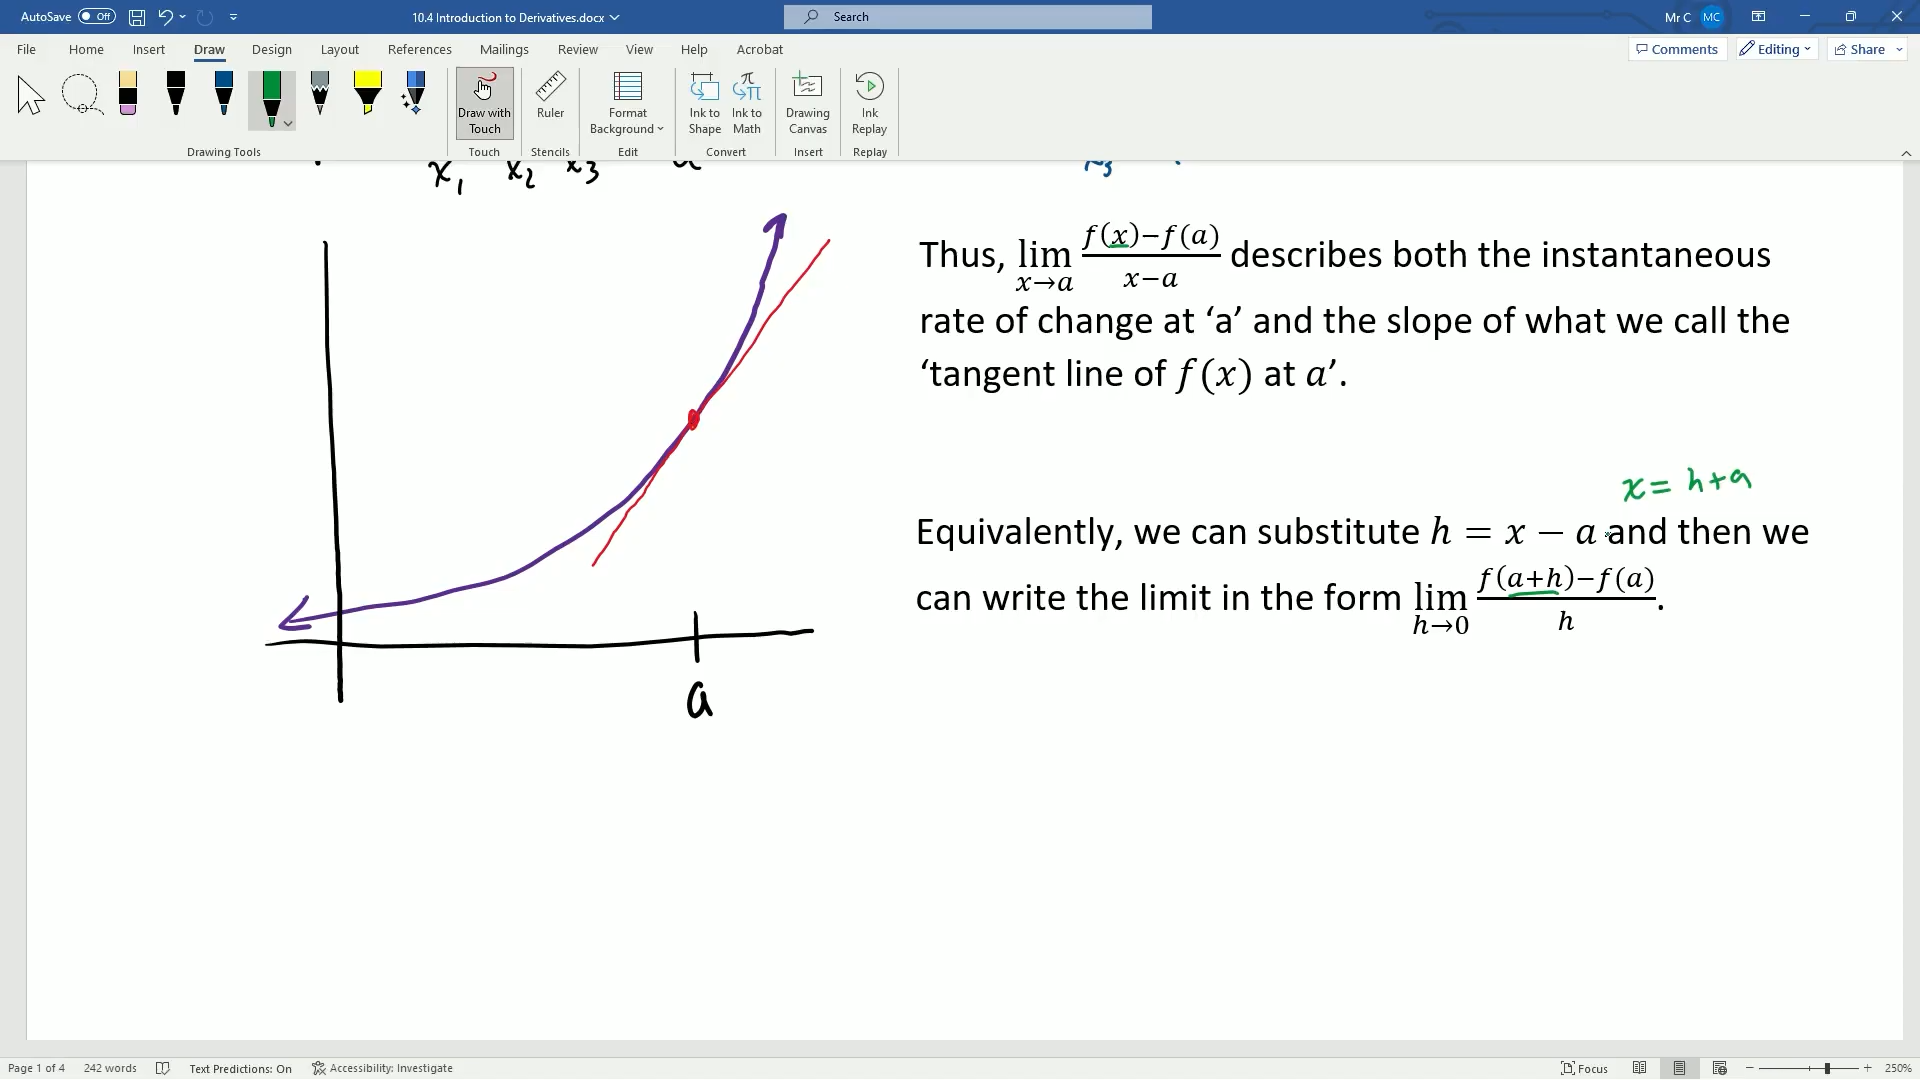 AutoSave Off 10.4 Introduction to Derivatives.docx Search Mr C MC
File Home Insert Draw Design Layout References Mailings Review View Help Acrobat Comments Editing Share
Draw with Touch Ruler Format Background Ink to Shape Ink to Math Drawing Canvas Ink Replay
Drawing Tools Touch Stencils Edit Convert Insert Replay
x₁ x₂ x₃ a x₃
Thus, lim x→a (f(x)−f(a))/(x−a) describes both the instantaneous
rate of change at ‘a’ and the slope of what we call the
‘tangent line of f(x) at a’.
x = h+a
Equivalently, we can substitute h = x − a and then we
can write the limit in the form lim h→0 (f(a+h)−f(a))/h.
a
Page 1 of 4 242 words Text Predictions: On Accessibility: Investigate Focus 250%